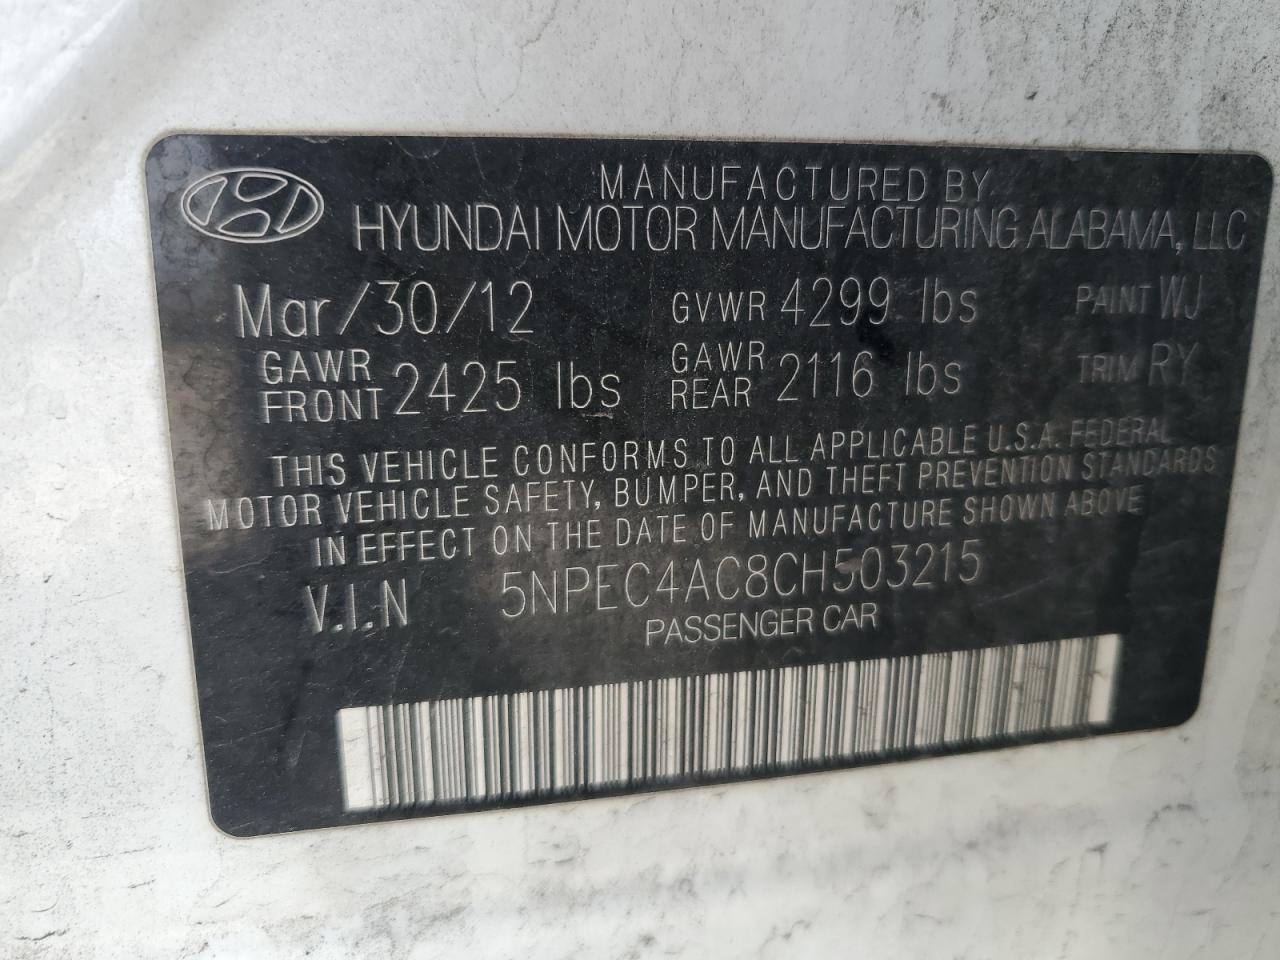 MANUFACTURED BY
HYUNDAI MOTOR MANUFACTURING ALABAMA, LLC
Mar/30/12 GVWR 4299 lbs PAINT WJ
GAWR FRONT 2425 lbs GAWR REAR 2116 lbs TRIM RY
THIS VEHICLE CONFORMS TO ALL APPLICABLE U.S.A. FEDERAL
MOTOR VEHICLE SAFETY, BUMPER, AND THEFT PREVENTION STANDARDS
IN EFFECT ON THE DATE OF MANUFACTURE SHOWN ABOVE
V.I.N 5NPEC4AC8CH503215
PASSENGER CAR